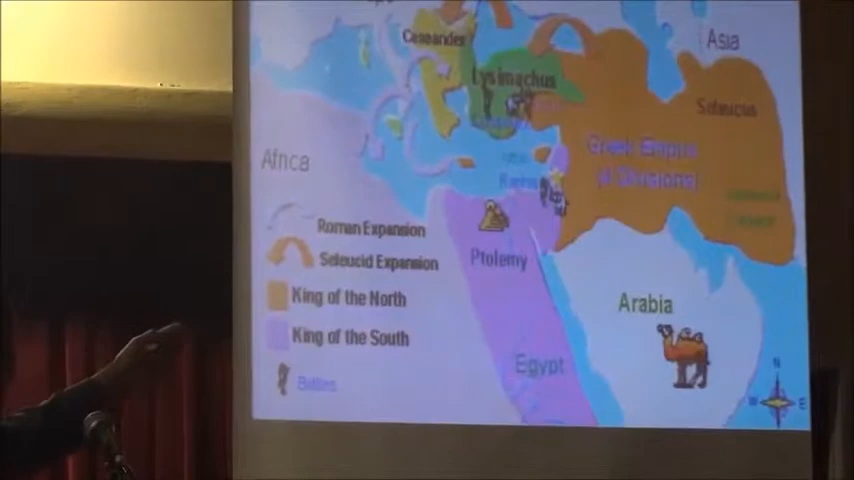 Cassander
Asia
Lysimachus
Seleucus
Greek Empire
(4 Divisions)
Africa
Roman Expansion
Seleucid Expansion
Ptolemy
King of the North
King of the South
Arabia
Egypt
Battles
N
W
E